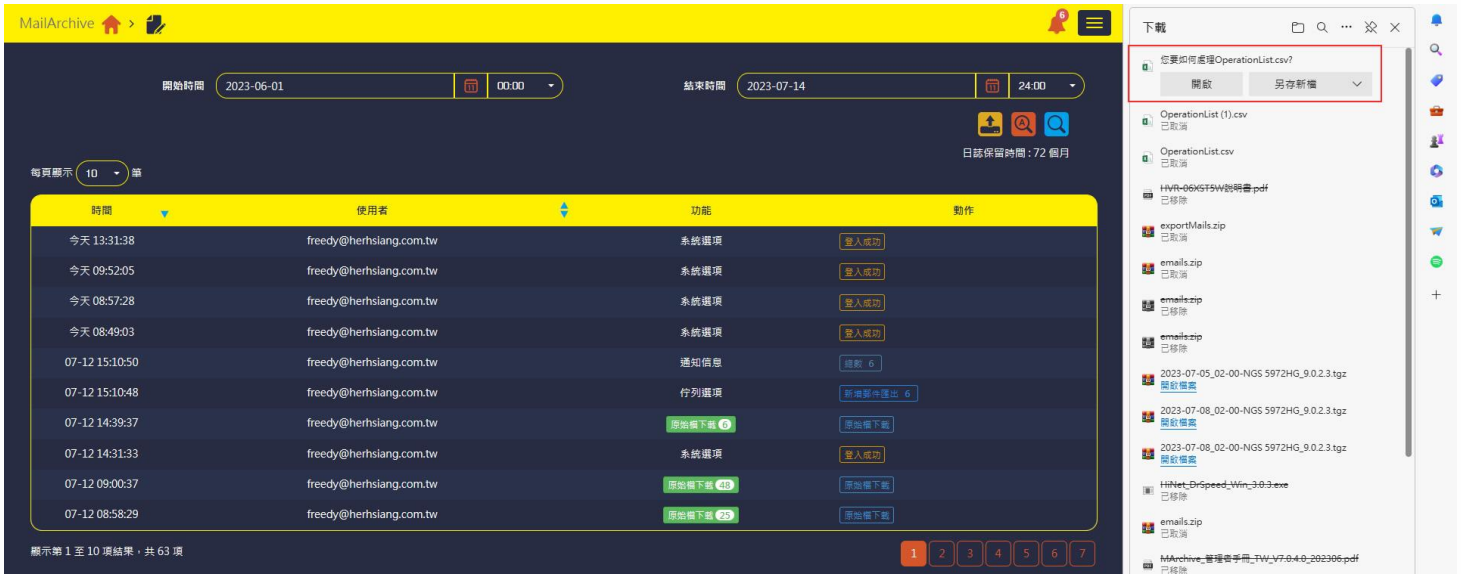 MailArchive >
6
開始時間 2023-06-01 00:00 結束時間 2023-07-14 24:00
日誌保留時間 : 72 個月
每頁顯示 10 筆
時間 使用者 功能 動作
今天 13:31:38 freedy@herhsiang.com.tw 系統選項 登入成功
今天 09:52:05 freedy@herhsiang.com.tw 系統選項 登入成功
今天 08:57:28 freedy@herhsiang.com.tw 系統選項 登入成功
今天 08:49:03 freedy@herhsiang.com.tw 系統選項 登入成功
07-12 15:10:50 freedy@herhsiang.com.tw 通知信息 總數 6
07-12 15:10:48 freedy@herhsiang.com.tw 佇列選項 新增郵件匯出 6
07-12 14:39:37 freedy@herhsiang.com.tw 原始檔下載 6 原始檔下載
07-12 14:31:33 freedy@herhsiang.com.tw 系統選項 登入成功
07-12 09:00:37 freedy@herhsiang.com.tw 原始檔下載 48 原始檔下載
07-12 08:58:29 freedy@herhsiang.com.tw 原始檔下載 25 原始檔下載
顯示第 1 至 10 項結果，共 63 項
1 2 3 4 5 6 7
下載
您要如何處理OperationList.csv?
開啟 另存新檔
OperationList (1).csv
已取消
OperationList.csv
已取消
HVR-06XST5W說明書.pdf
已移除
exportMails.zip
已取消
emails.zip
已取消
emails.zip
已移除
emails.zip
已移除
2023-07-05_02-00-NGS 5972HG_9.0.2.3.tgz
開啟檔案
2023-07-08_02-00-NGS 5972HG_9.0.2.3.tgz
開啟檔案
2023-07-08_02-00-NGS 5972HG_9.0.2.3.tgz
開啟檔案
HiNet_DrSpeed_Win_3.0.3.exe
已移除
emails.zip
已取消
MArchive_管理者手冊_TW_V7.0.4.0_202306.pdf
已移除